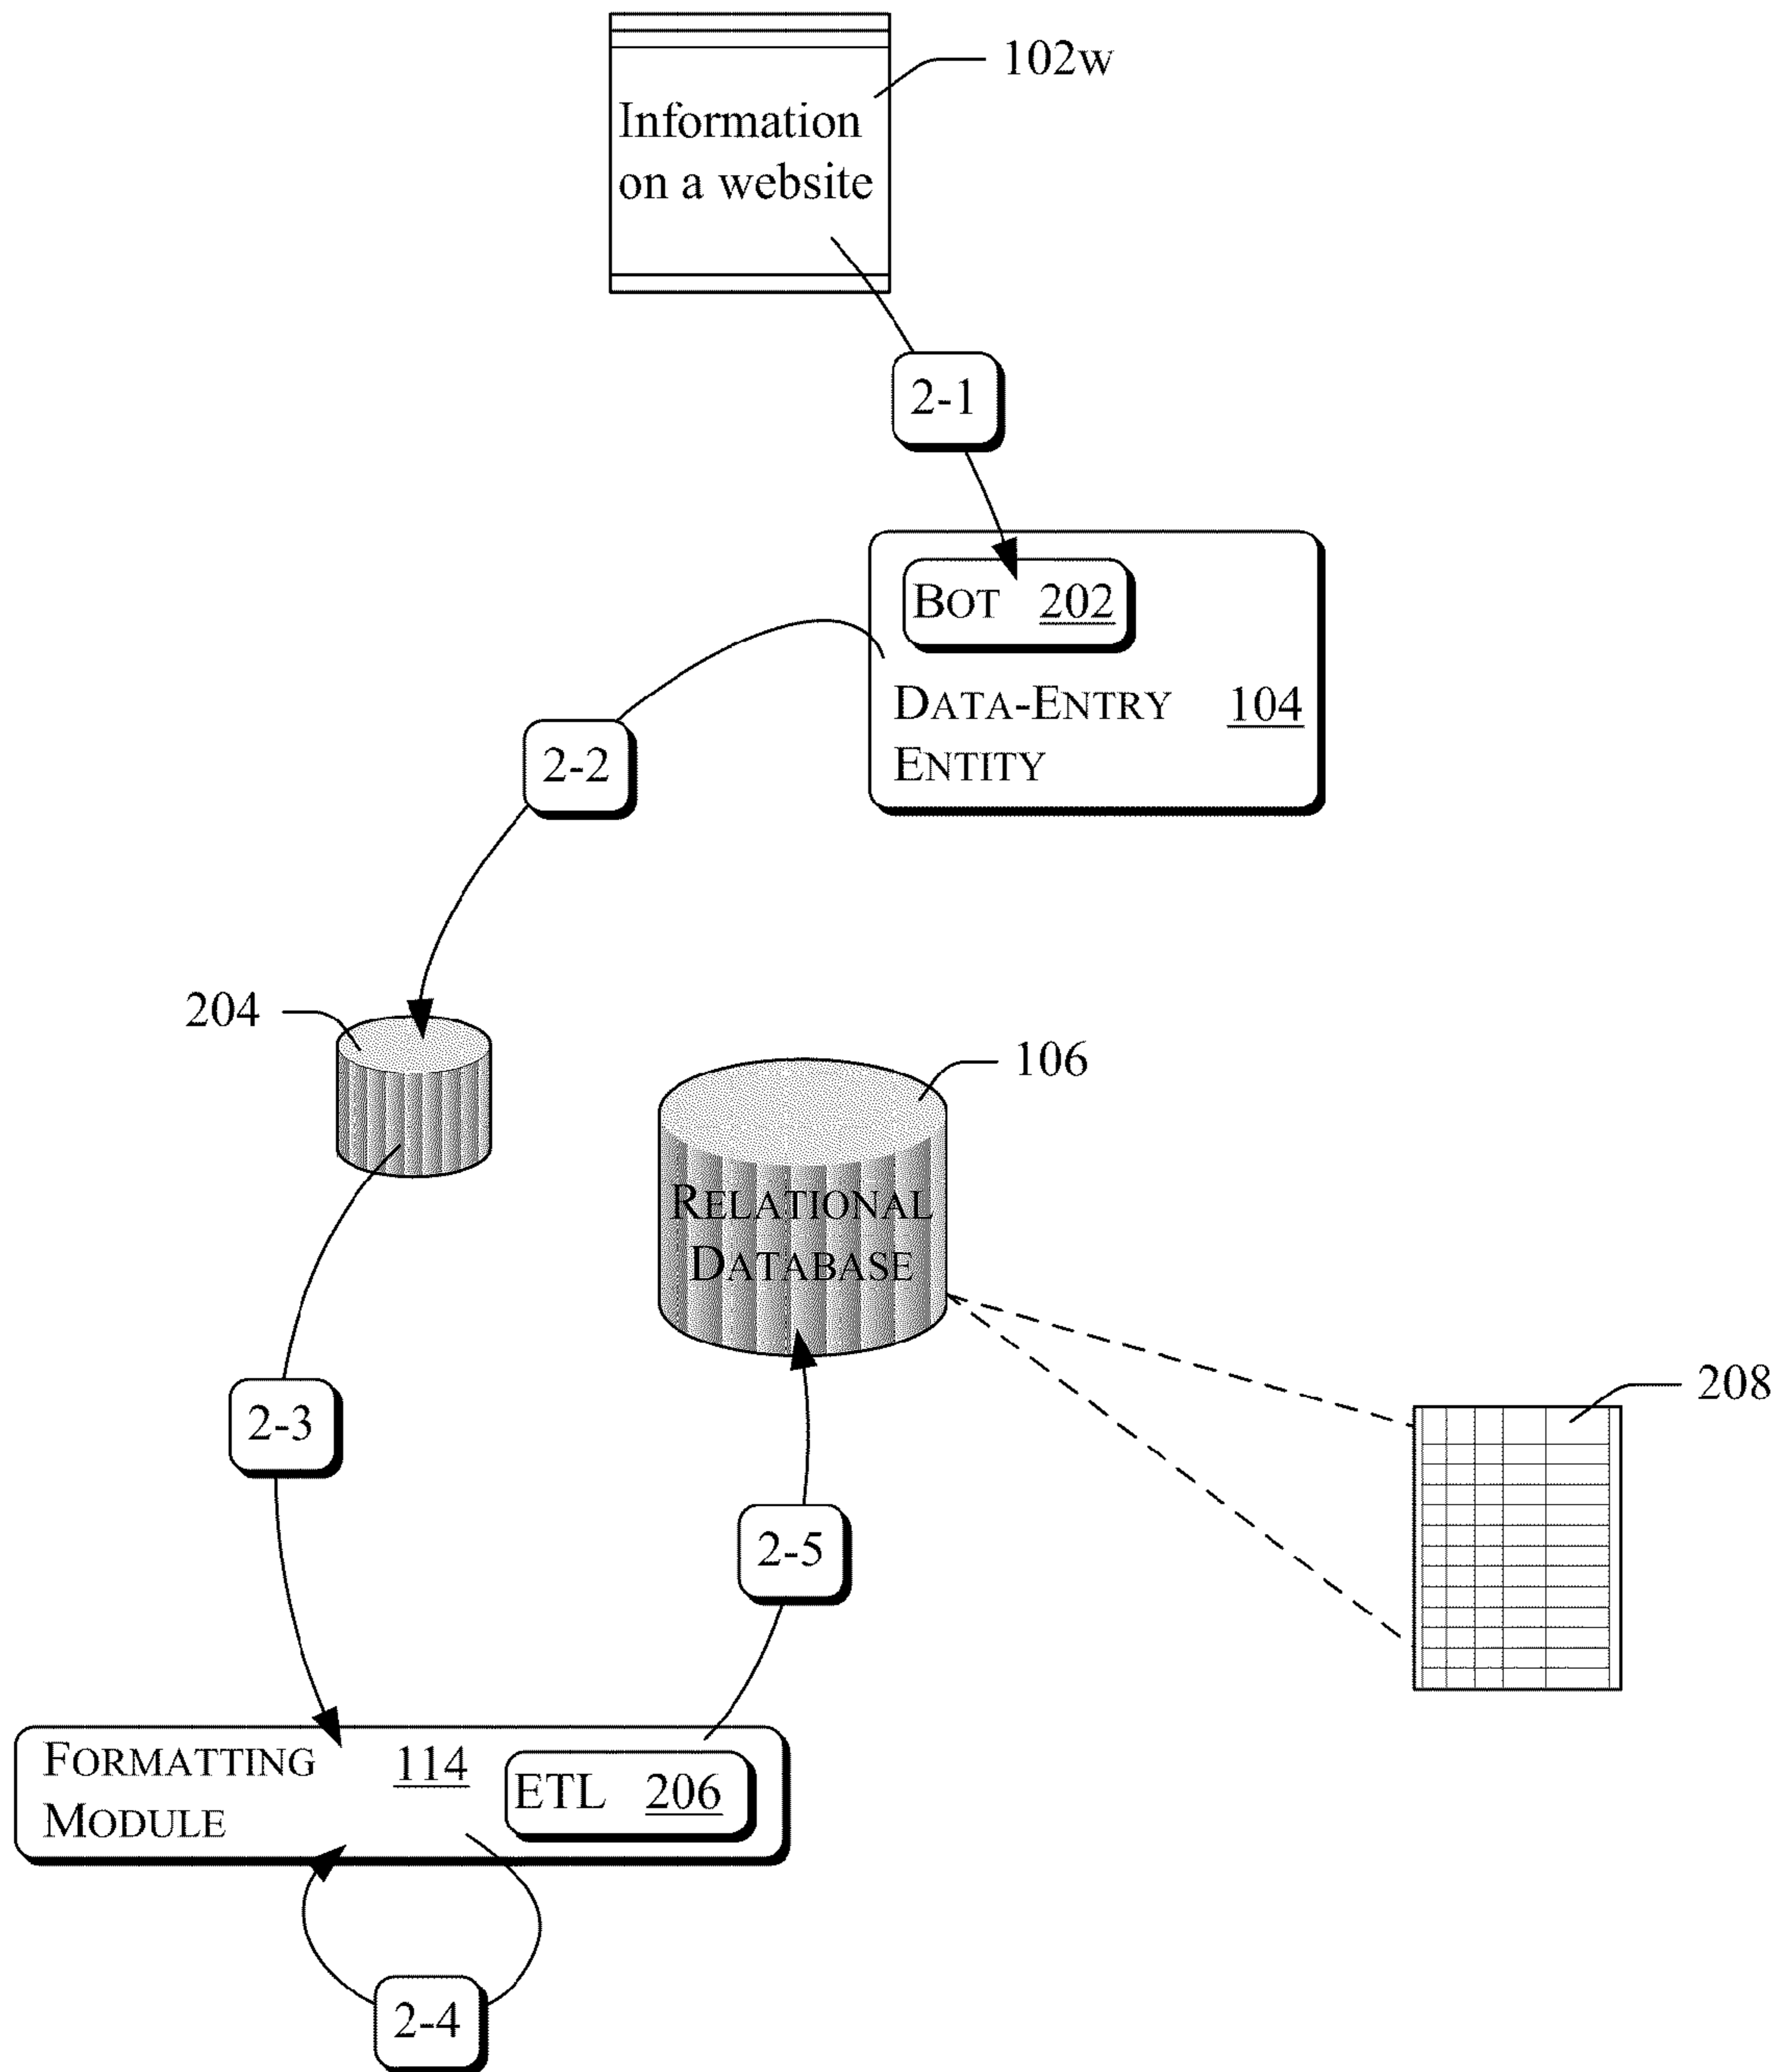 102w
Information
on a website
2-1
BOT 202
DATA-ENTRY 104
ENTITY
2-2
204
106
RELATIONAL
DATABASE
208
2-3
2-5
FORMATTING 114
MODULE
ETL 206
2-4